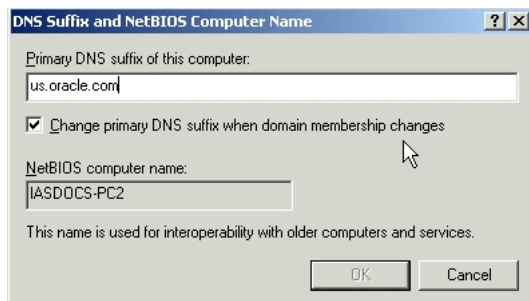 DNS Suffix and NetBIOS Computer Name
Primary DNS suffix of this computer:
us.oracle.com
Change primary DNS suffix when domain membership changes
NetBIOS computer name:
IASDOCS-PC2
This name is used for interoperability with older computers and services.
OK Cancel